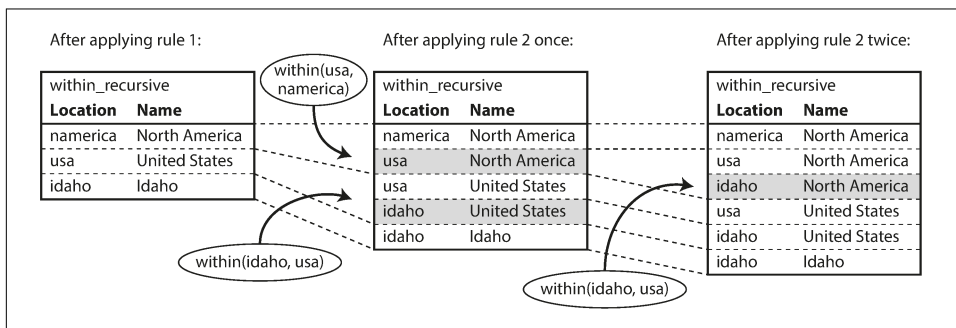 After applying rule 1:
within_recursive
Location Name
namerica North America
usa United States
idaho Idaho
within(usa,
namerica)
within(idaho, usa)
After applying rule 2 once:
within_recursive
Location Name
namerica North America
usa North America
usa United States
idaho United States
idaho Idaho
within(idaho, usa)
After applying rule 2 twice:
within_recursive
Location Name
namerica North America
usa North America
idaho North America
usa United States
idaho United States
idaho Idaho